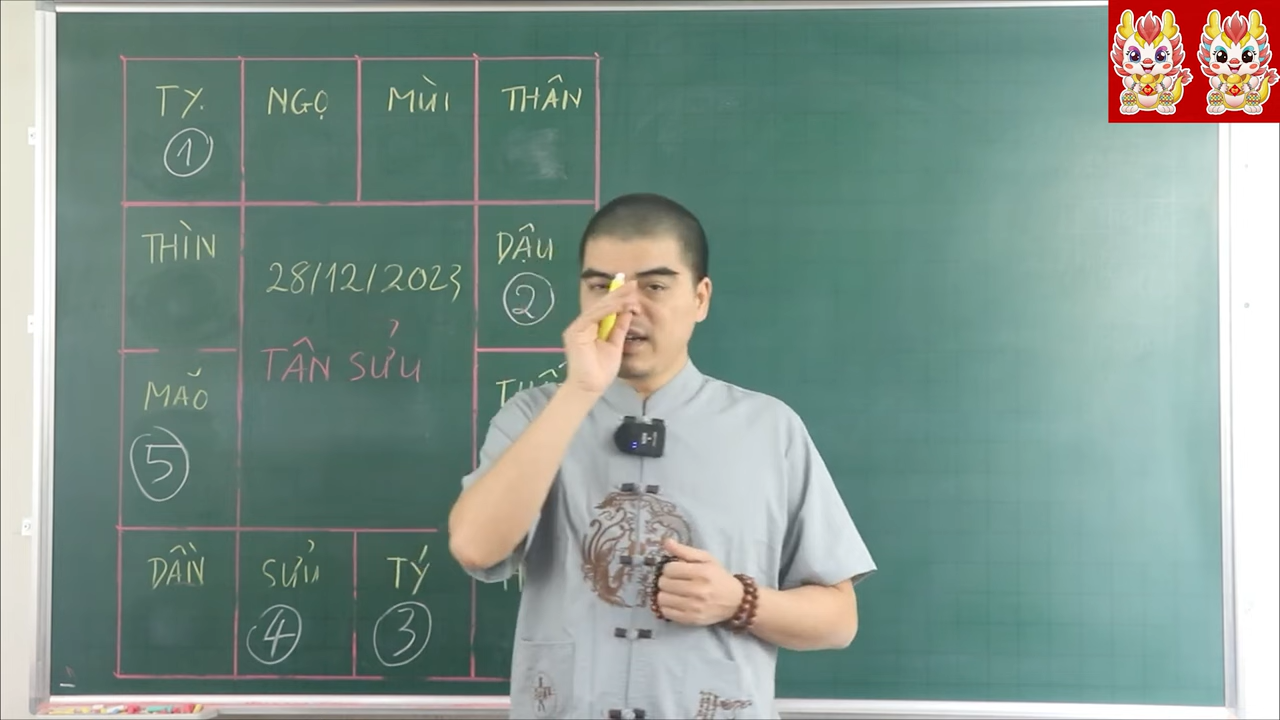 TỴ NGỌ MÙI THÂN
①
THÌN DẬU
28/12/2023 ②
TÂN SỬU
MÃO
⑤
DẦN SỬU TÝ
④ ③